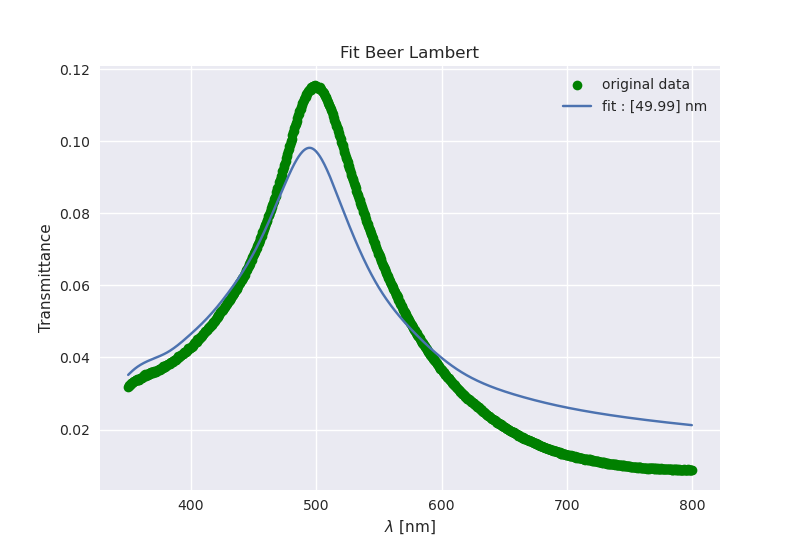 Fit Beer Lambert
original data
fit : [49.99] nm
Transmittance
0.12
0.10
0.08
0.06
0.04
0.02
400 500 600 700 800
λ [nm]